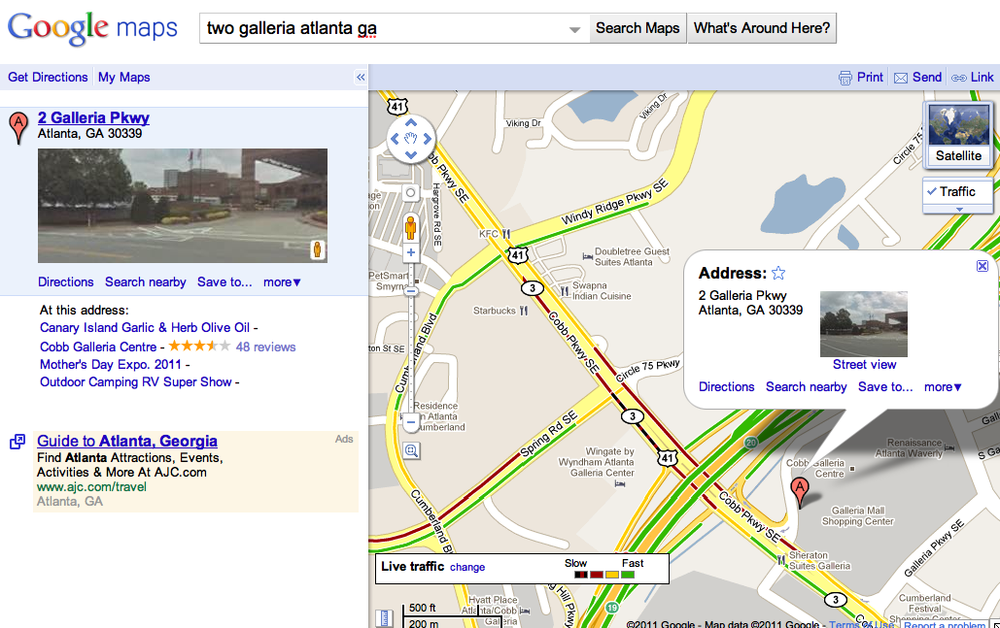 Google maps
two galleria atlanta ga
Search Maps
What's Around Here?
Get Directions
My Maps
«
Print
Send
Link
A
2 Galleria Pkwy
Atlanta, GA 30339
Directions
Search nearby
Save to...
more▾
At this address:
Canary Island Garlic & Herb Olive Oil -
Cobb Galleria Centre - 48 reviews
Mother's Day Expo. 2011 -
Outdoor Camping RV Super Show -
Guide to Atlanta, Georgia
Ads
Find Atlanta Attractions, Events,
Activities & More At AJC.com
www.ajc.com/travel
Atlanta, GA
41
Viking Dr
Viking Dr
Circle 75
Satellite
Traffic
Hargrove Rd SE
bb Pkwy SE
Windy Ridge Pkwy SE
KFC
41
Doubletree Guest
Suites Atlanta
PetSmart
Smyrna
3
Swapna
Indian Cuisine
Starbucks
Cobb Pkwy SE
ton St SE
Circle 75 Pkwy
Residence
Inn Atlanta
Cumberland
Spring Rd SE
3
41
Wingate by
Wyndham Atlanta
Galleria Center
Address:
2 Galleria Pkwy
Atlanta, GA 30339
Street view
Directions
Search nearby
Save to...
more▾
20
Renaissance
Atlanta Waverly
Cobb Galleria
Centre
A
Galleria Mall
Shopping Center
Cobb Pkwy SE
Sheraton
Suites Galleria
Galleria Pkwy SE
Cumberland Blvd
Cumberland
Festival
Shopping Center
3
Live traffic change
Slow
Fast
Hyatt Place
Atlanta/Cobb
Galleria
19
Hill Pkwy
500 ft
200 m
©2011 Google - Map data ©2011 Google - Terms of Use
Report a problem